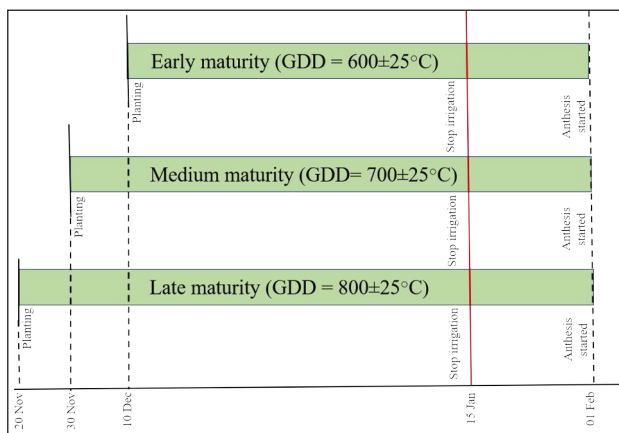 Early maturity (GDD = 600±25°C)
Planting
Stop irrigation
Anthesis
started
Medium maturity (GDD= 700±25°C)
Planting
Stop irrigation
Anthesis
started
Late maturity (GDD = 800±25°C)
Planting
Stop irrigation
Anthesis
started
20 Nov
30 Nov
10 Dec
15 Jan
01 Feb